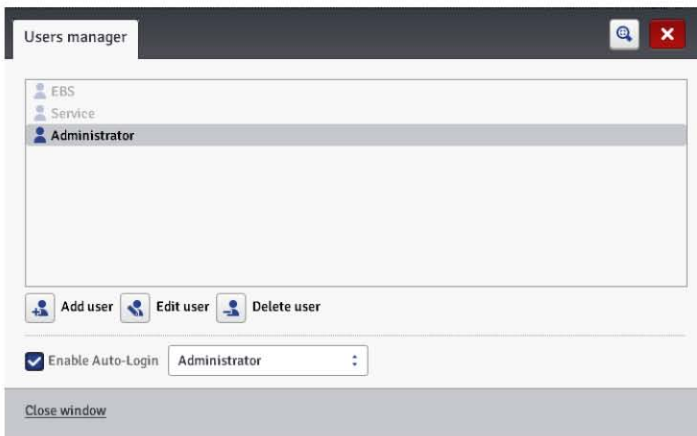 Users manager
EBS
Service
Administrator
Add user Edit user Delete user
Enable Auto-Login Administrator
Close window